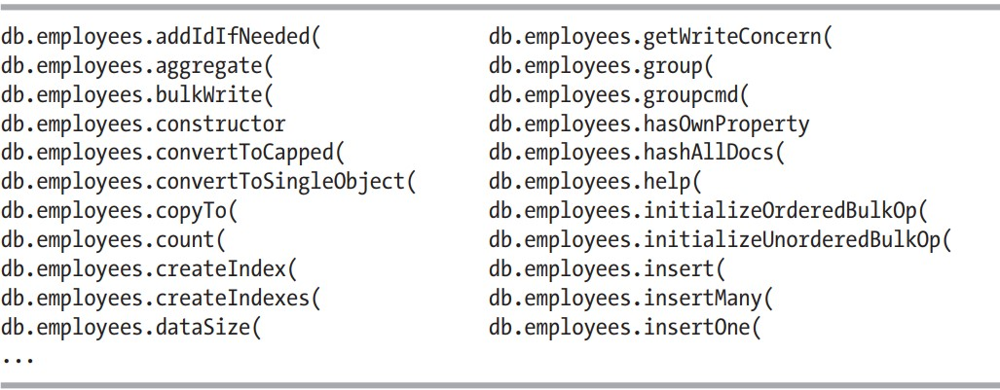 db.employees.addIdIfNeeded( db.employees.getWriteConcern(
db.employees.aggregate( db.employees.group(
db.employees.bulkWrite( db.employees.groupcmd(
db.employees.constructor db.employees.hasOwnProperty
db.employees.convertToCapped( db.employees.hashAllDocs(
db.employees.convertToSingleObject( db.employees.help(
db.employees.copyTo( db.employees.initializeOrderedBulkOp(
db.employees.count( db.employees.initializeUnorderedBulkOp(
db.employees.createIndex( db.employees.insert(
db.employees.createIndexes( db.employees.insertMany(
db.employees.dataSize( db.employees.insertOne(
...